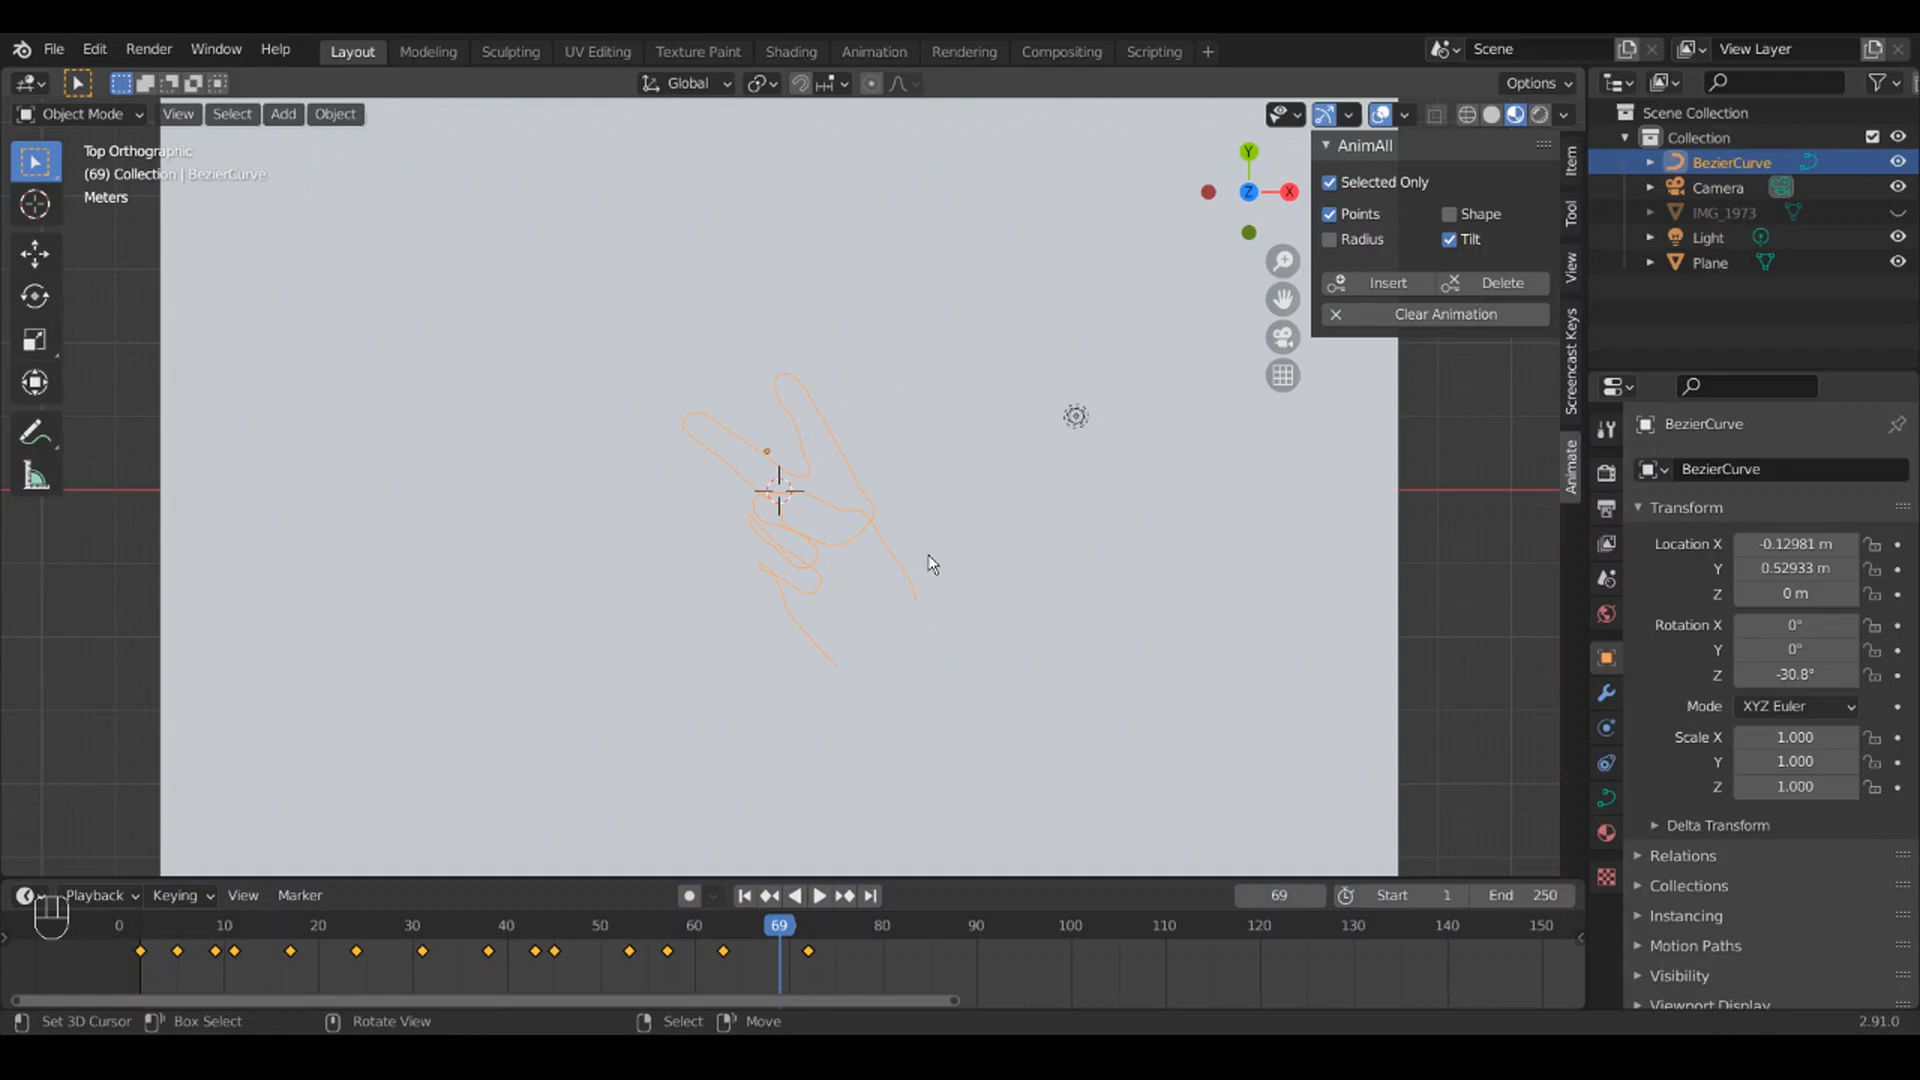 File Edit Render Window Help Layout Modeling Sculpting UV Editing Texture Paint Shading Animation Rendering Compositing Scripting + Scene View Layer
Global Options
Object Mode View Select Add Object
Top Orthographic
(69) Collection | BezierCurve
Meters
Y
X
Z
AnimAll
Selected Only
Points Shape
Radius Tilt
Insert Delete
Clear Animation
Item
Tool
View
Screencast Keys
Animate
Scene Collection
Collection
BezierCurve
Camera
IMG_1973
Light
Plane
BezierCurve
BezierCurve
Transform
Location X -0.12981 m
Y 0.52933 m
Z 0 m
Rotation X 0°
Y 0°
Z -30.8°
Mode XYZ Euler
Scale X 1.000
Y 1.000
Z 1.000
Delta Transform
Relations
Collections
Instancing
Motion Paths
Visibility
Viewport Display
Playback Keying View Marker 69 Start 1 End 250
0 10 20 30 40 50 60 69 80 90 100 110 120 130 140 150
Set 3D Cursor Box Select Rotate View Select Move 2.91.0